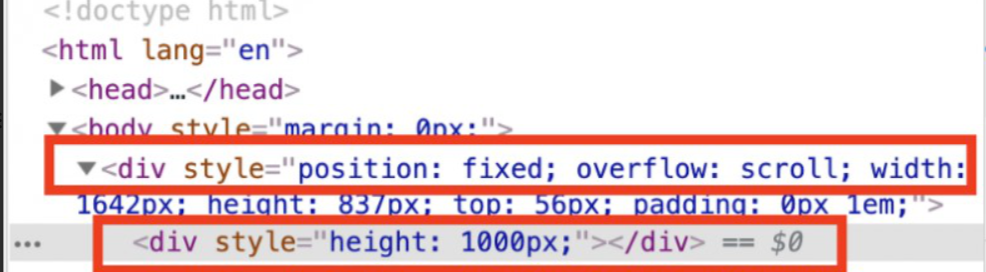 <!doctype html>
<html lang="en">
▶<head>…</head>
▼<body style="margin: 0px;">
▼<div style="position: fixed; overflow: scroll; width:
1642px; height: 837px; top: 56px; padding: 0px 1em;">
<div style="height: 1000px;"></div> == $0